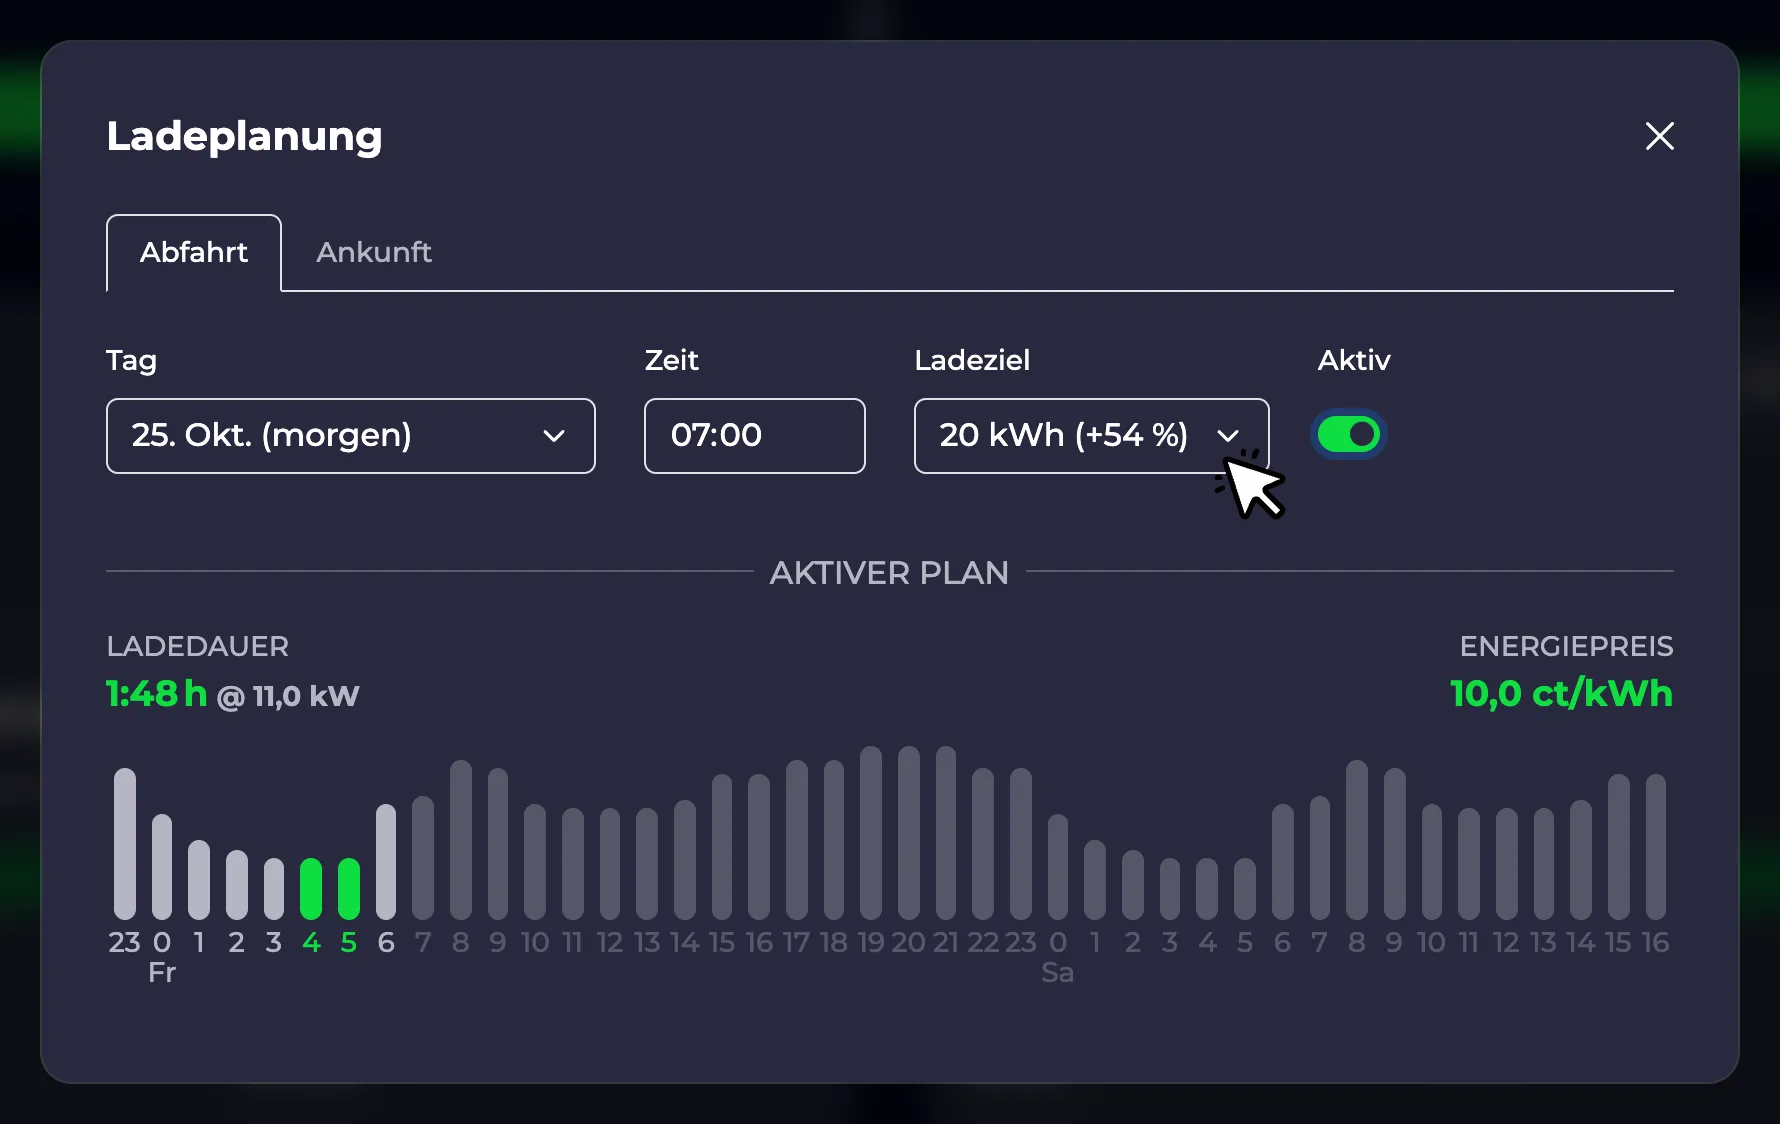 Ladeplanung
Abfahrt Ankunft
Tag Zeit Ladeziel Aktiv
25. Okt. (morgen) 07:00 20 kWh (+54 %)
AKTIVER PLAN
LADEDAUER ENERGIEPREIS
1:48 h @ 11,0 kW 10,0 ct/kWh
23 0 1 2 3 4 5 6 7 8 9 10 11 12 13 14 15 16 17 18 19 20 21 22 23 0 1 2 3 4 5 6 7 8 9 10 11 12 13 14 15 16
Fr Sa